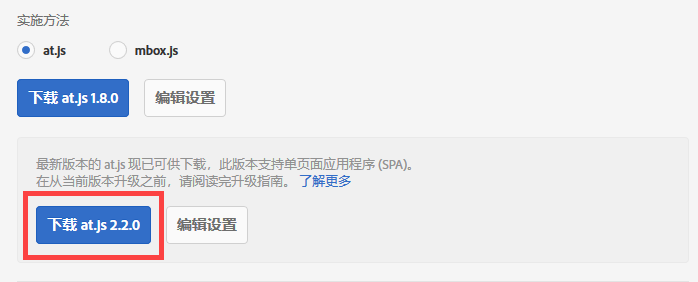 实施方法
at.js mbox.js
下载 at.js 1.8.0 编辑设置
最新版本的 at.js 现已可供下载，此版本支持单页面应用程序 (SPA)。
在从当前版本升级之前，请阅读完升级指南。 了解更多
下载 at.js 2.2.0 编辑设置